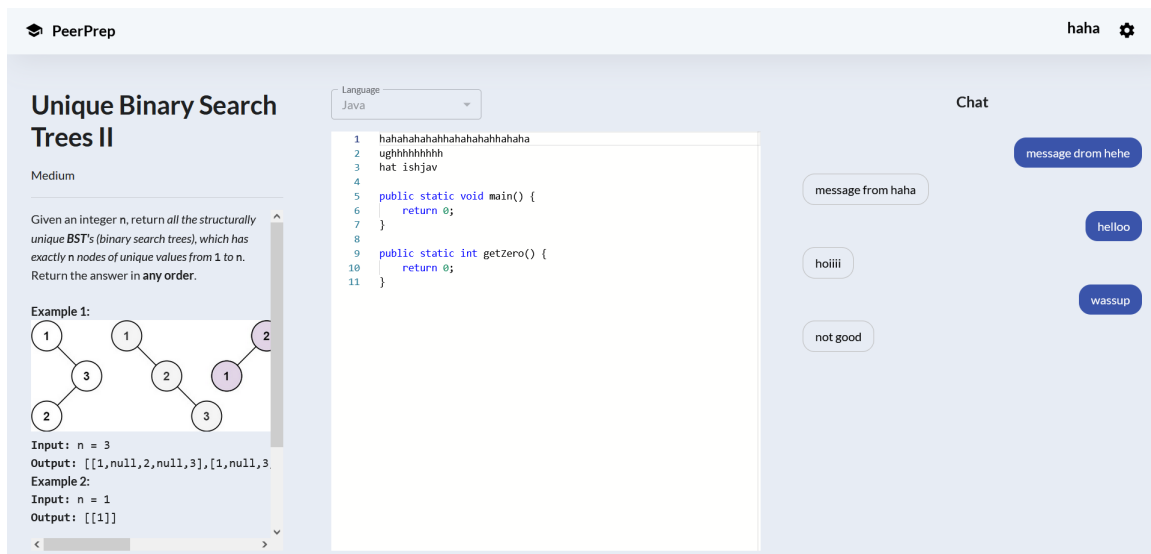 PeerPrep
haha
Unique Binary Search
Trees II
Medium
Given an integer n, return all the structurally
unique BST's (binary search trees), which has
exactly n nodes of unique values from 1 to n.
Return the answer in any order.
Example 1:
1 1 2
3 2 1
2 3
Input: n = 3
Output: [[1,null,2,null,3],[1,null,3,
Example 2:
Input: n = 1
Output: [[1]]
Language
Java
1 hahahahahahhahahahahhahaha
2 ughhhhhhhhh
3 hat ishjav
4
5 public static void main() {
6 return 0;
7 }
8
9 public static int getZero() {
10 return 0;
11 }
Chat
message drom hehe
message from haha
helloo
hoiiii
wassup
not good